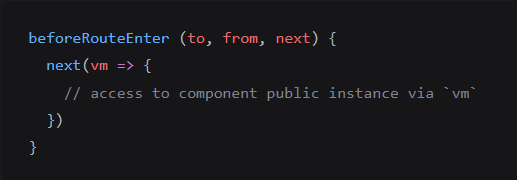 beforeRouteEnter (to, from, next) {
  next(vm => {
    // access to component public instance via `vm`
  })
}